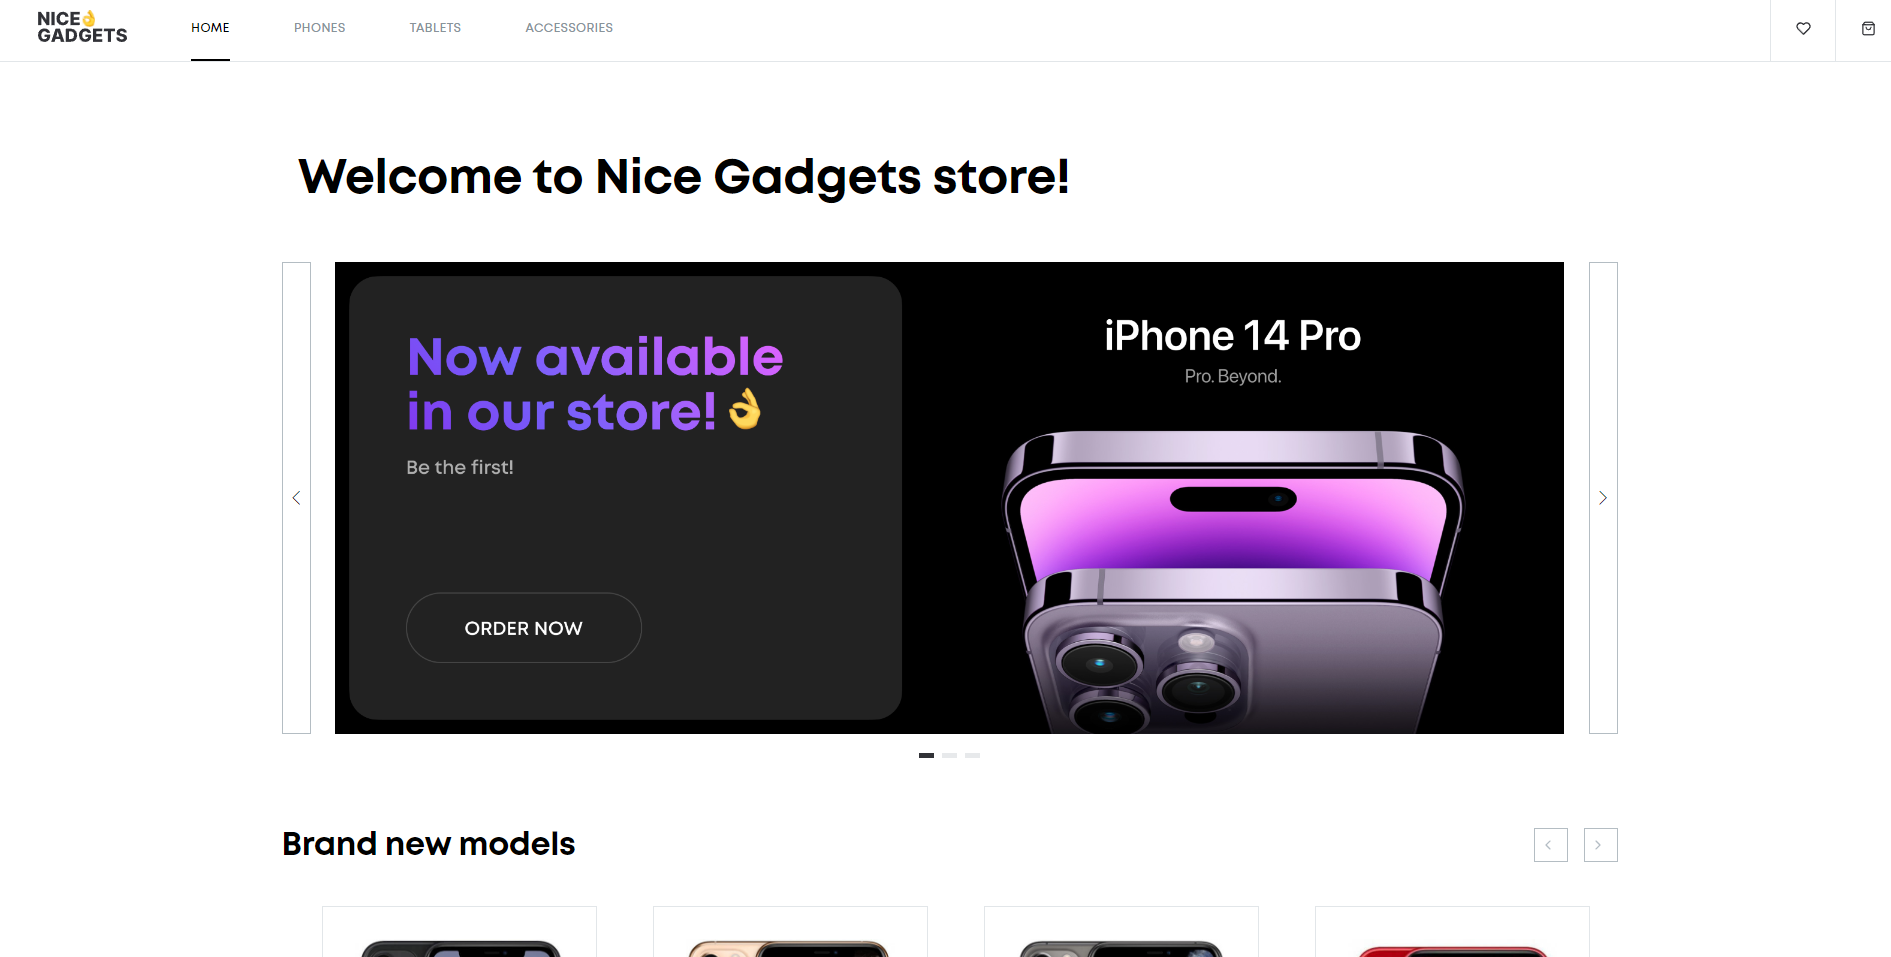 NICE👌
GADGETS
HOME
PHONES
TABLETS
ACCESSORIES
Welcome to Nice Gadgets store!
Now available
in our store!👌
Be the first!
ORDER NOW
iPhone 14 Pro
Pro. Beyond.
Brand new models